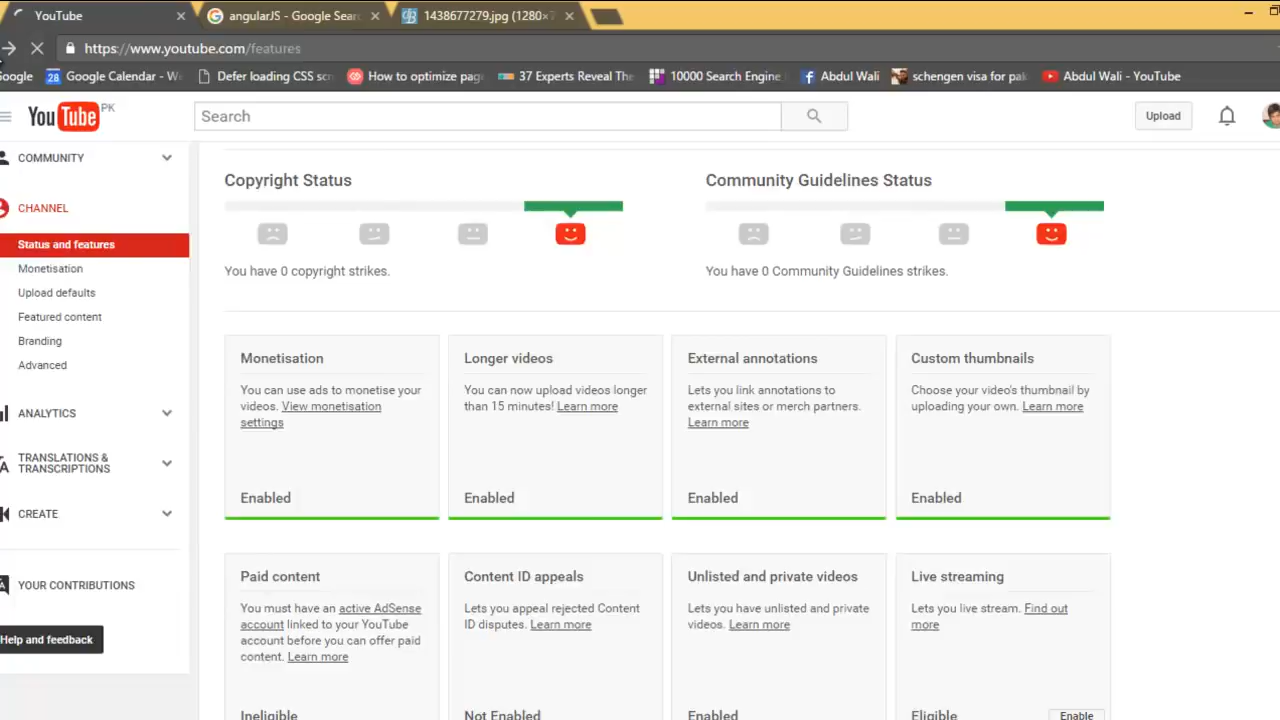 YouTube
angularJS - Google Sear
1438677279.jpg (1280×7
https://www.youtube.com/features
Google
28
Google Calendar - We
Defer loading CSS scr
How to optimize pag
37 Experts Reveal The
10000 Search Engine
Abdul Wali
schengen visa for pak
Abdul Wali - YouTube
YouTube PK
Search
Upload
COMMUNITY
CHANNEL
Status and features
Monetisation
Upload defaults
Featured content
Branding
Advanced
ANALYTICS
TRANSLATIONS &
TRANSCRIPTIONS
CREATE
YOUR CONTRIBUTIONS
Help and feedback
Copyright Status
You have 0 copyright strikes.
Community Guidelines Status
You have 0 Community Guidelines strikes.
Monetisation
You can use ads to monetise your
videos. View monetisation
settings
Enabled
Longer videos
You can now upload videos longer
than 15 minutes! Learn more
Enabled
External annotations
Lets you link annotations to
external sites or merch partners.
Learn more
Enabled
Custom thumbnails
Choose your video's thumbnail by
uploading your own. Learn more
Enabled
Paid content
You must have an active AdSense
account linked to your YouTube
account before you can offer paid
content. Learn more
Ineligible
Content ID appeals
Lets you appeal rejected Content
ID disputes. Learn more
Not Enabled
Unlisted and private videos
Lets you have unlisted and private
videos. Learn more
Enabled
Live streaming
Lets you live stream. Find out
more
Eligible
Enable